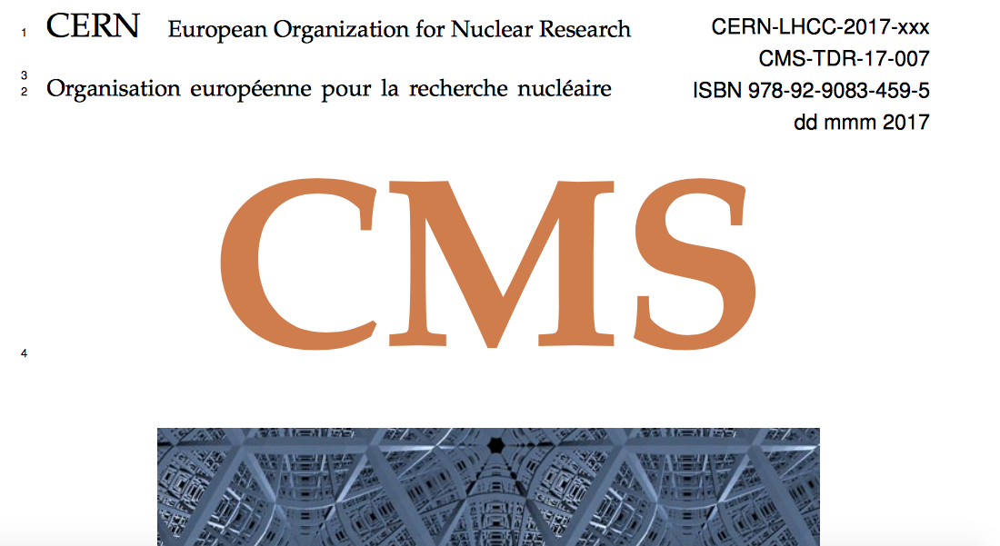 1 CERN European Organization for Nuclear Research
CERN-LHCC-2017-xxx
CMS-TDR-17-007
3
2 Organisation européenne pour la recherche nucléaire
ISBN 978-92-9083-459-5
dd mmm 2017
CMS
4